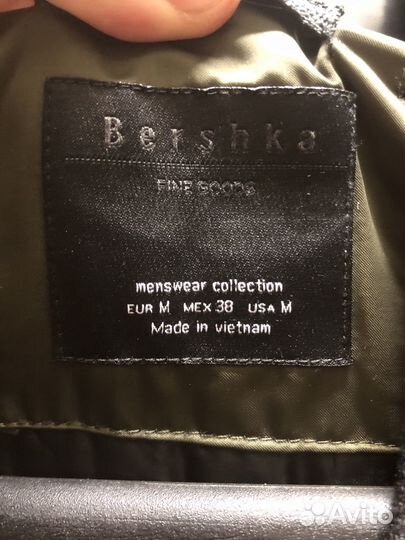 Bershka
FINE GOODS
menswear collection
EUR M MEX 38 USA M
Made in vietnam
Avito